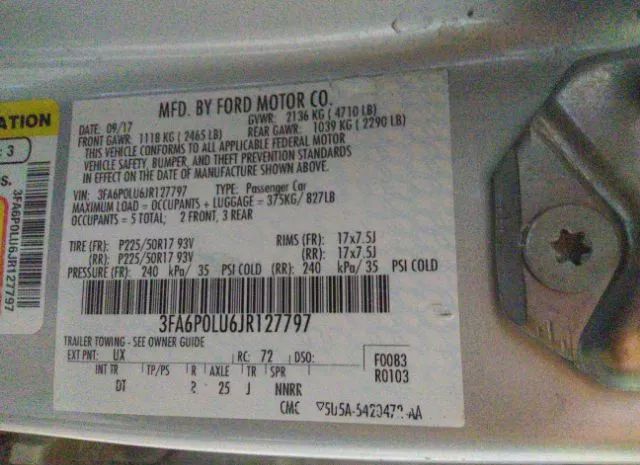 MFD. BY FORD MOTOR CO.
DATE: 09/17 GVWR: 2136 KG ( 4710 LB)
FRONT GAWR: 1118 KG ( 2465 LB) REAR GAWR: 1039 KG ( 2290 LB)
THIS VEHICLE CONFORMS TO ALL APPLICABLE FEDERAL MOTOR
VEHICLE SAFETY, BUMPER, AND THEFT PREVENTION STANDARDS
IN EFFECT ON THE DATE OF MANUFACTURE SHOWN ABOVE.
VIN: 3FA6P0LU6JR127797 TYPE: Passenger Car
MAXIMUM LOAD = OCCUPANTS + LUGGAGE = 375KG/ 827LB
OCCUPANTS = 5 TOTAL; 2 FRONT, 3 REAR
TIRE (FR): P225/50R17 93V RIMS (FR): 17x7.5J
(RR): P225/50R17 93V (RR): 17x7.5J
PRESSURE (FR): 240 kPa/ 35 PSI COLD (RR): 240 kPa/ 35 PSI COLD
3FA6P0LU6JR127797
TRAILER TOWING - SEE OWNER GUIDE
EXT PNT: UX RC: 72 DSO: F0083
INT TR TP/PS R AXLE TR SPR R0103
DT 25 J NNRR
CMC
ATION
: 3
S.
3FA6P0LU6JR127797